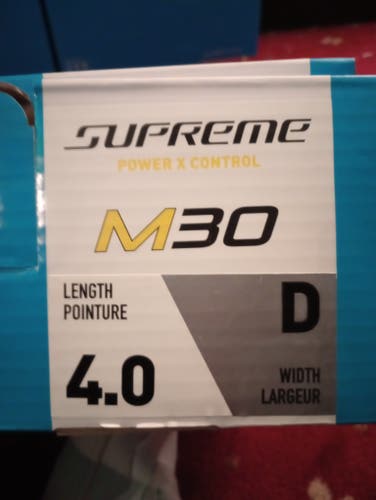 SUPREME
POWER X CONTROL
M30
LENGTH
POINTURE
4.0
D
WIDTH
LARGEUR